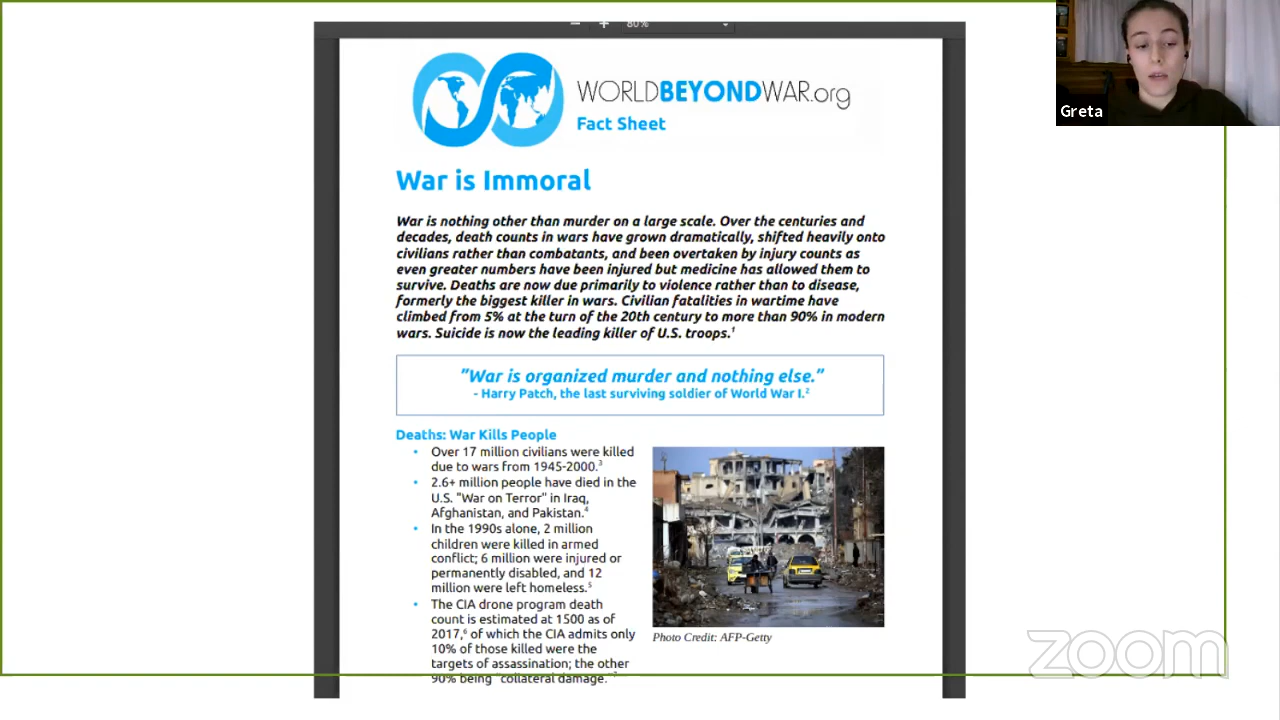 80%
WORLDBEYONDWAR.org
Fact Sheet
War is Immoral
War is nothing other than murder on a large scale. Over the centuries and
decades, death counts in wars have grown dramatically, shifted heavily onto
civilians rather than combatants, and been overtaken by injury counts as
even greater numbers have been injured but medicine has allowed them to
survive. Deaths are now due primarily to violence rather than to disease,
formerly the biggest killer in wars. Civilian fatalities in wartime have
climbed from 5% at the turn of the 20th century to more than 90% in modern
wars. Suicide is now the leading killer of U.S. troops.¹
"War is organized murder and nothing else."
- Harry Patch, the last surviving soldier of World War I.²
Deaths: War Kills People
• Over 17 million civilians were killed
due to wars from 1945-2000.³
• 2.6+ million people have died in the
U.S. "War on Terror" in Iraq,
Afghanistan, and Pakistan.⁴
• In the 1990s alone, 2 million
children were killed in armed
conflict; 6 million were injured or
permanently disabled, and 12
million were left homeless.⁵
• The CIA drone program death
count is estimated at 1500 as of
2017,⁶ of which the CIA admits only
10% of those killed were the
targets of assassination; the other
90% being "collateral damage."⁷
Photo Credit: AFP-Getty
Greta
zoom